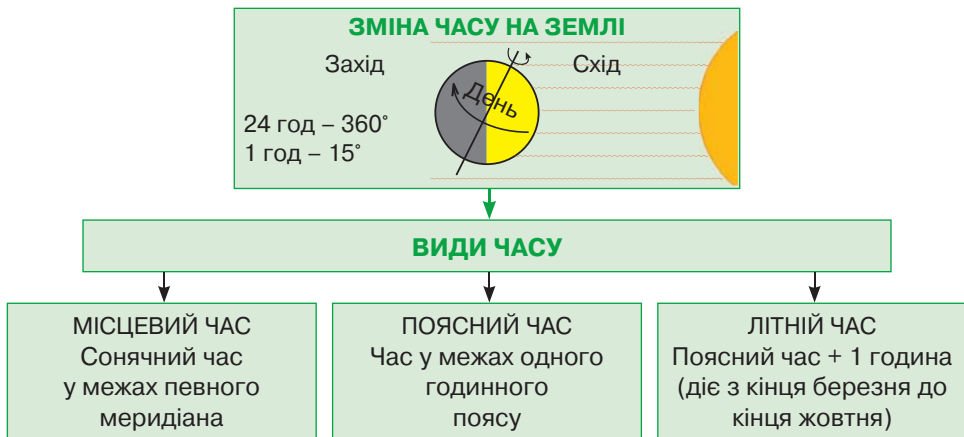 ЗМІНА ЧАСУ НА ЗЕМЛІ
Захід
Схід
День
24 год – 360°
1 год – 15°
ВИДИ ЧАСУ
МІСЦЕВИЙ ЧАС
Сонячний час
у межах певного
меридіана
ПОЯСНИЙ ЧАС
Час у межах одного
годинного
поясу
ЛІТНІЙ ЧАС
Поясний час + 1 година
(діє з кінця березня до
кінця жовтня)